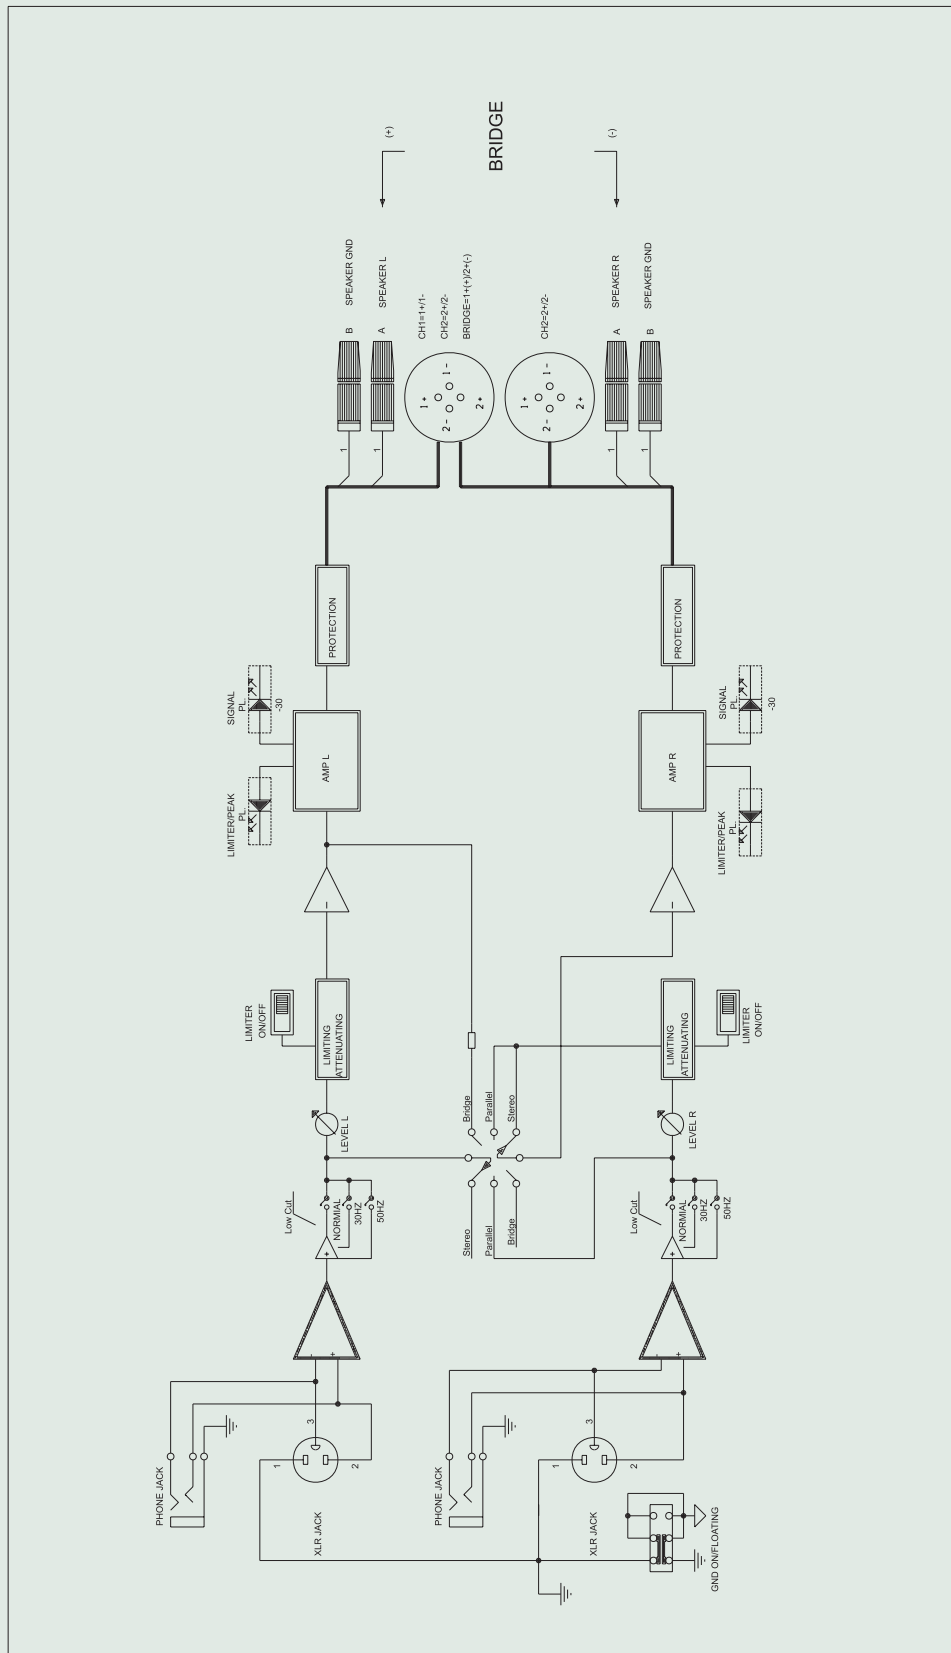 BRIDGE
(+)
(-)
B SPEAKER GND
A SPEAKER L
CH1=1+/1-
CH2=2+/2-
BRIDGE=1+(+)/2+(-)
CH2=2+/2-
A SPEAKER R
B SPEAKER GND
1
1
1 +
1 -
2 -
2 +
1 +
1 -
2 -
2 +
1
1
PROTECTION
PROTECTION
SIGNAL
PL.
-30
SIGNAL
PL.
-30
AMP L
AMP R
LIMITER/PEAK
PL.
LIMITER/PEAK
PL.
LIMITER
ON/OFF
LIMITING
ATTENUATING
LIMITING
ATTENUATING
LIMITER
ON/OFF
Bridge
Parallel
Stereo
LEVEL L
LEVEL R
Low Cut
NORMIAL
30HZ
50HZ
Stereo
Parallel
Bridge
Low Cut
NORMIAL
30HZ
50HZ
+
+
- +
- +
PHONE JACK
1
3
2
XLR JACK
PHONE JACK
1
3
2
XLR JACK
GND ON/FLOATING